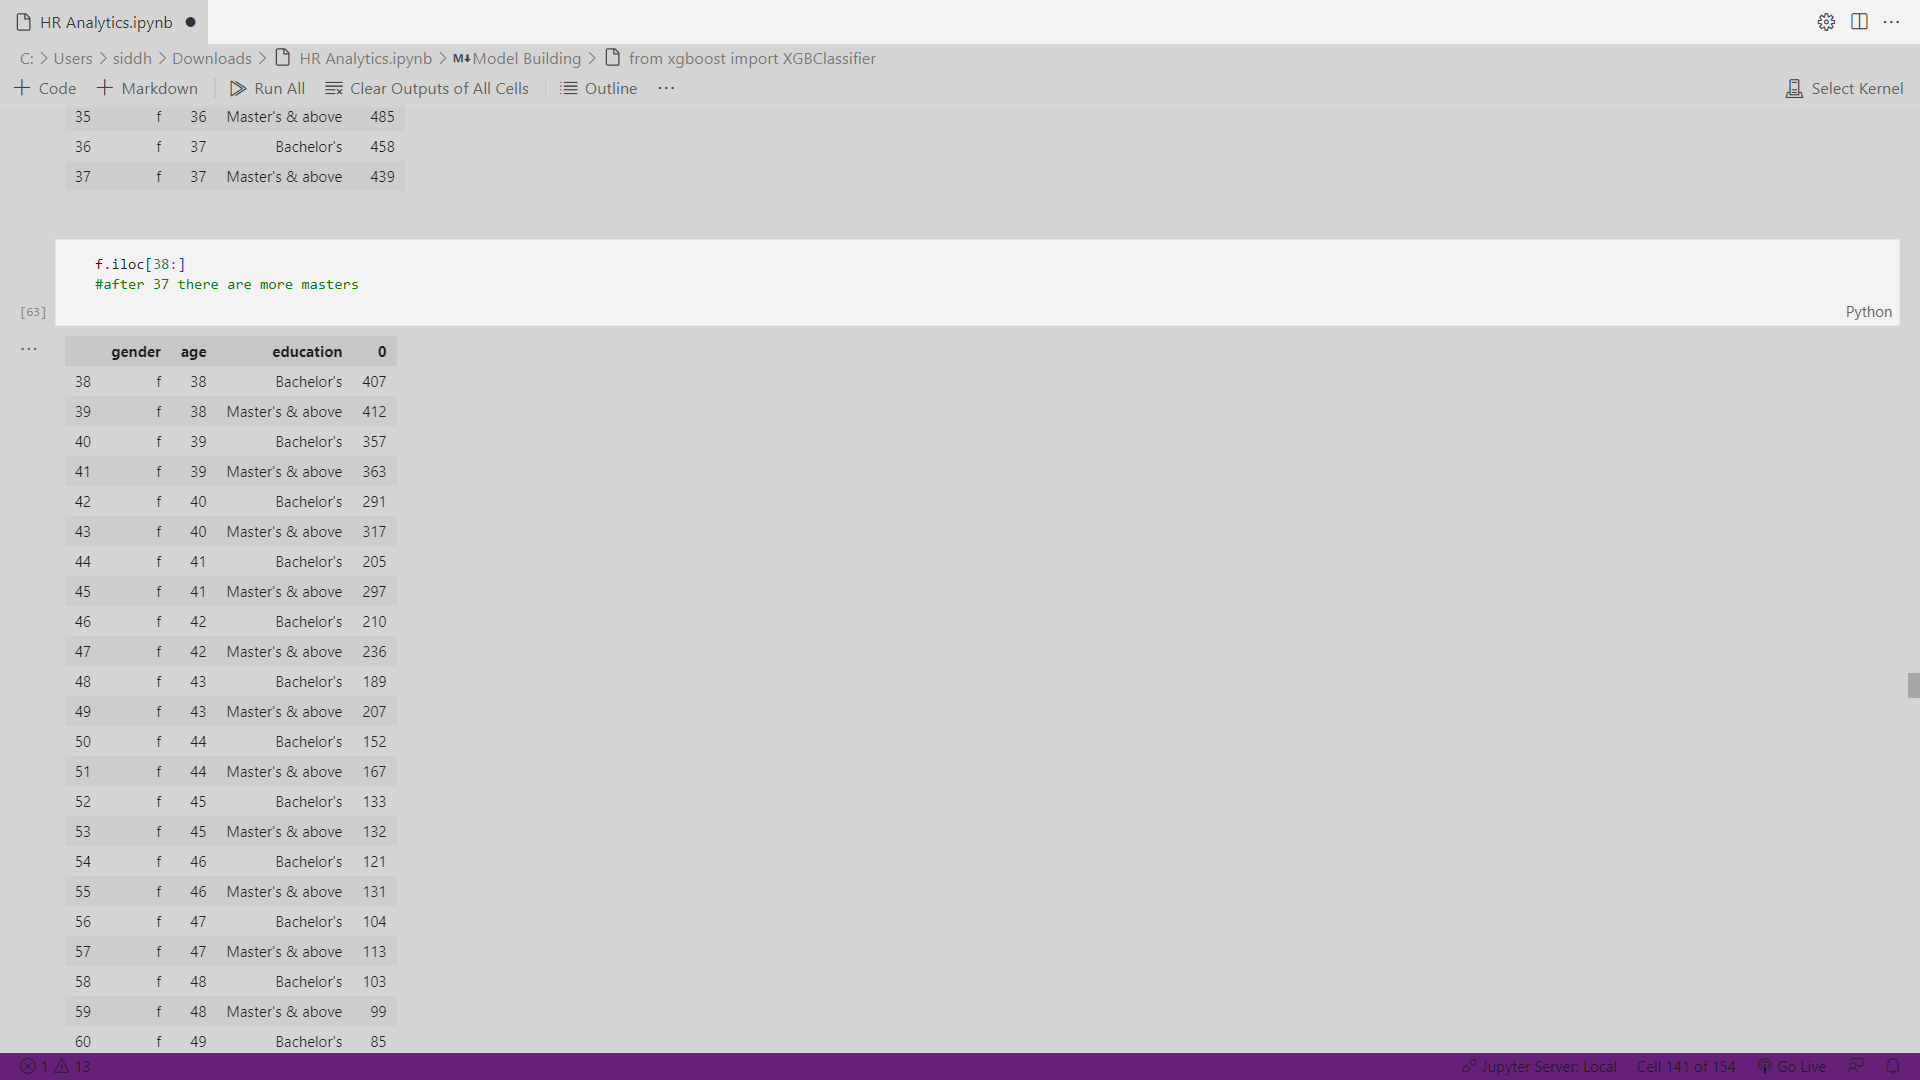 HR Analytics.ipynb
C: > Users > siddh > Downloads > HR Analytics.ipynb > M↓ Model Building > from xgboost import XGBClassifier
+ Code + Markdown Run All Clear Outputs of All Cells Outline ... Select Kernel
35 f 36 Master's & above 485
36 f 37 Bachelor's 458
37 f 37 Master's & above 439
f.iloc[38:]
#after 37 there are more masters
[63]
Python
gender age education 0
38 f 38 Bachelor's 407
39 f 38 Master's & above 412
40 f 39 Bachelor's 357
41 f 39 Master's & above 363
42 f 40 Bachelor's 291
43 f 40 Master's & above 317
44 f 41 Bachelor's 205
45 f 41 Master's & above 297
46 f 42 Bachelor's 210
47 f 42 Master's & above 236
48 f 43 Bachelor's 189
49 f 43 Master's & above 207
50 f 44 Bachelor's 152
51 f 44 Master's & above 167
52 f 45 Bachelor's 133
53 f 45 Master's & above 132
54 f 46 Bachelor's 121
55 f 46 Master's & above 131
56 f 47 Bachelor's 104
57 f 47 Master's & above 113
58 f 48 Bachelor's 103
59 f 48 Master's & above 99
60 f 49 Bachelor's 85
1 13 Jupyter Server: Local Cell 141 of 154 Go Live